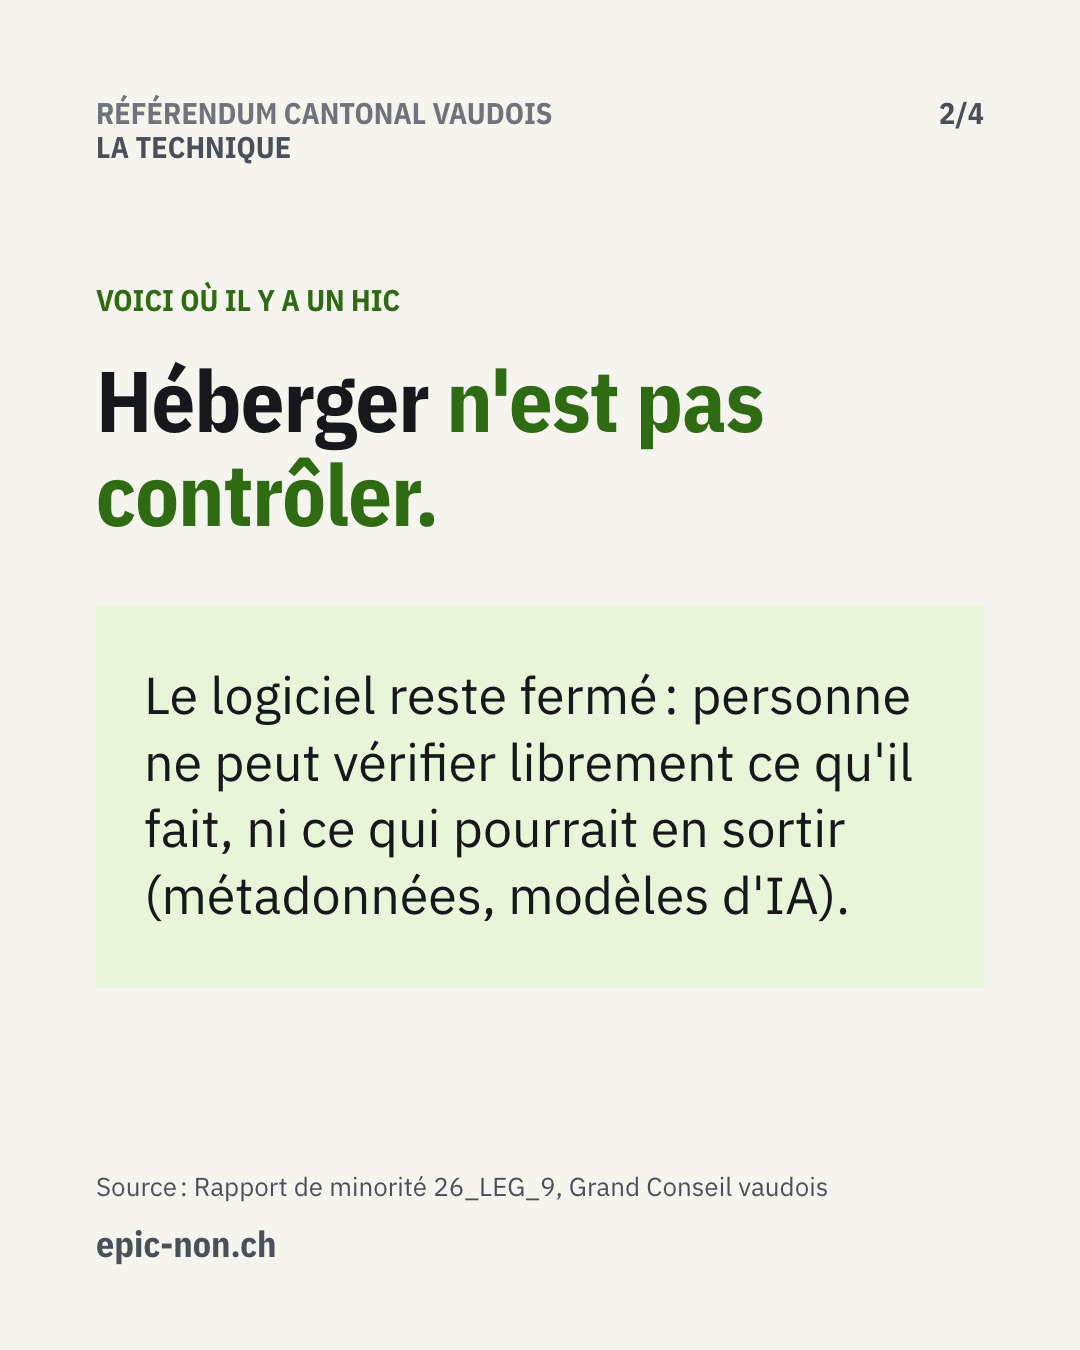 RÉFÉRENDUM CANTONAL VAUDOIS
2/4
LA TECHNIQUE
VOICI OÙ IL Y A UN HIC
Héberger n'est pas
contrôler.
Le logiciel reste fermé : personne
ne peut vérifier librement ce qu'il
fait, ni ce qui pourrait en sortir
(métadonnées, modèles d'IA).
Source : Rapport de minorité 26_LEG_9, Grand Conseil vaudois
epic-non.ch